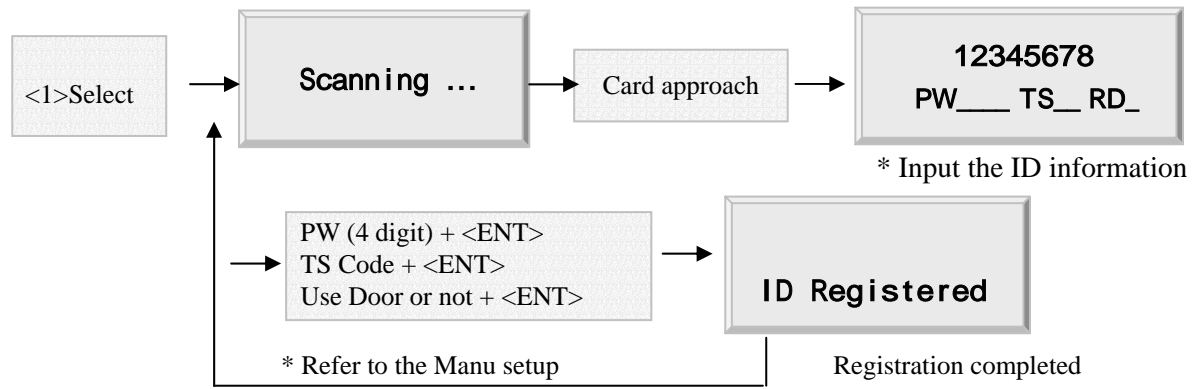 <1>Select
Scanning ...
Card approach
12345678
PW____ TS__ RD_
* Input the ID information
PW (4 digit) + <ENT>
TS Code + <ENT>
Use Door or not + <ENT>
ID Registered
* Refer to the Manu setup
Registration completed